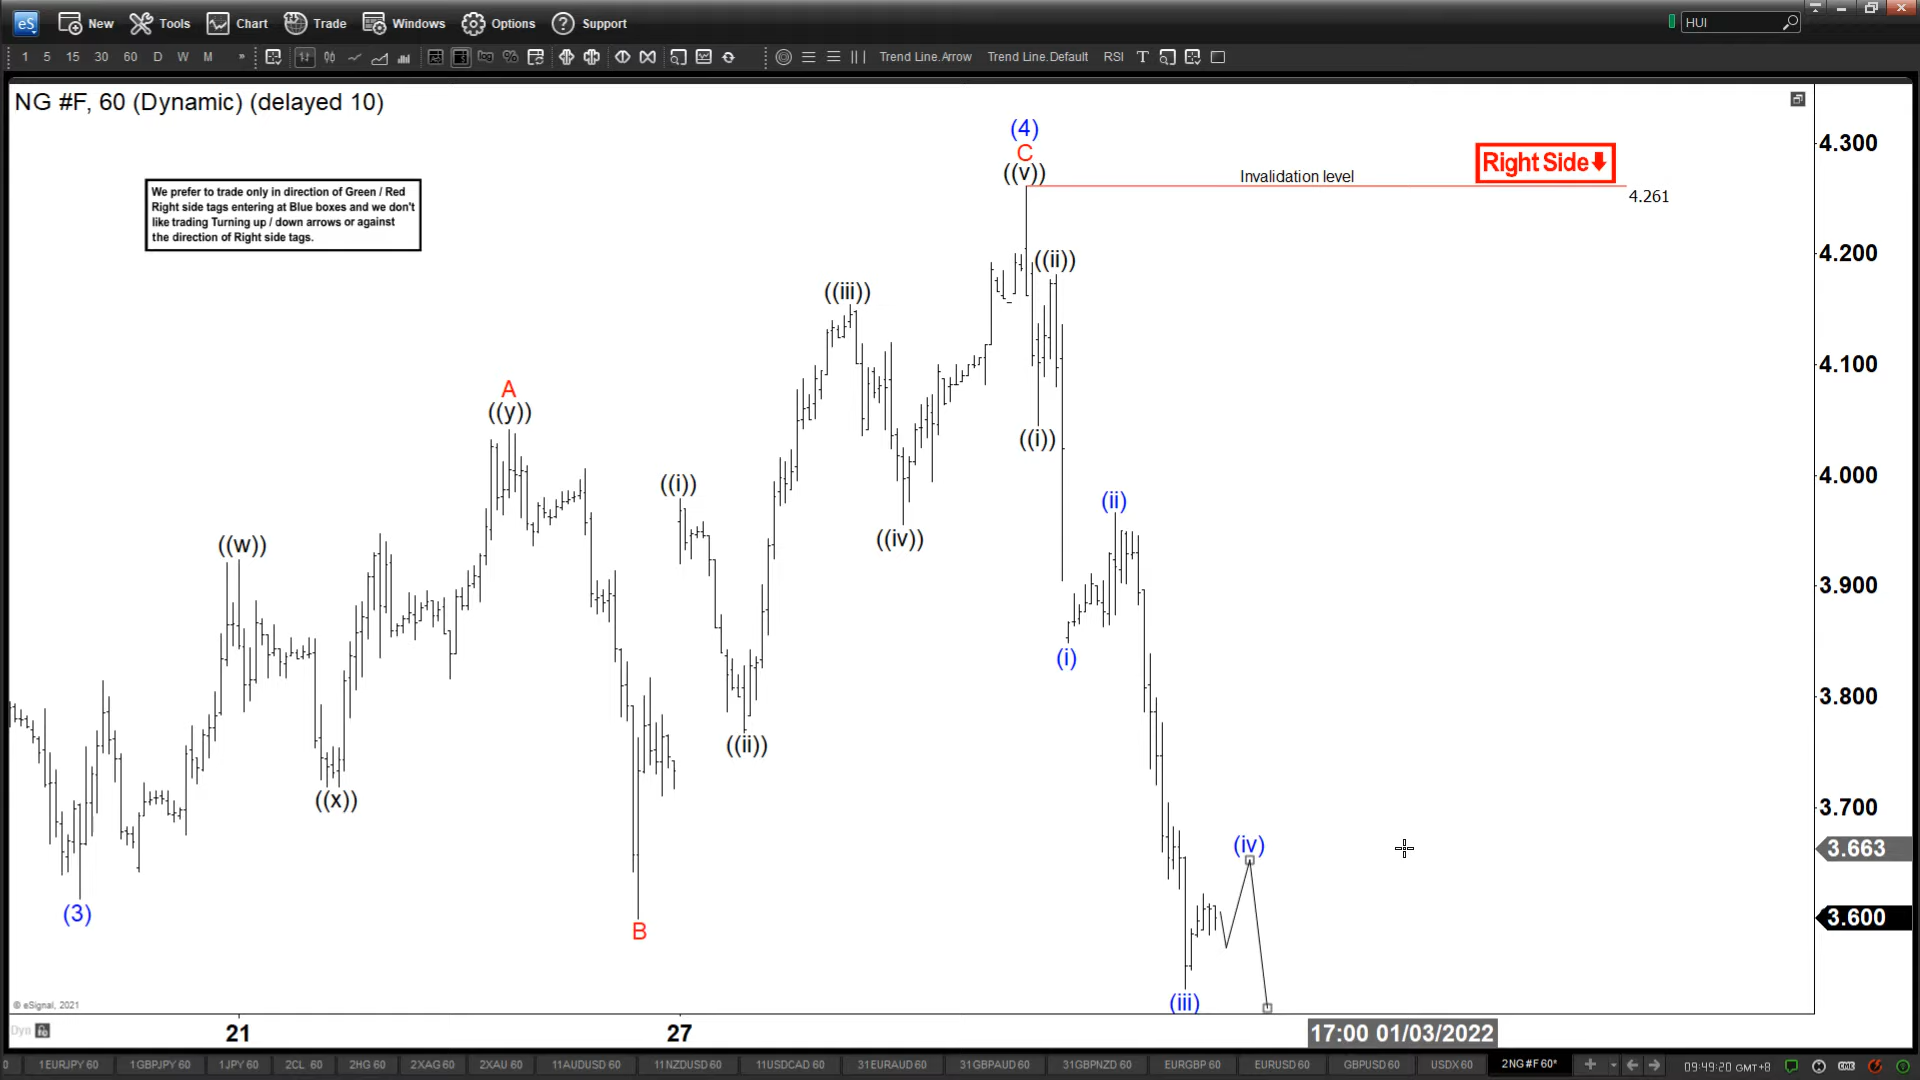 eS New Tools Chart Trade Windows Options Support HUI
1 5 15 30 60 D W M » Trend Line.Arrow Trend Line.Default RSI T
NG #F, 60 (Dynamic) (delayed 10)
We prefer to trade only in direction of Green / Red
Right side tags entering at Blue boxes and we don't
like trading Turning up / down arrows or against
the direction of Right side tags.
(4)
C
((v))
Invalidation level
Right Side
4.261
((ii))
((iii))
A
((y))
((i))
((i))
(ii)
((iv))
((w))
(i)
((ii))
((x))
(iv)
(3)
B
(iii)
4.300
4.200
4.100
4.000
3.900
3.800
3.700
3.663
3.600
© eSignal, 2021
Dyn
21
27
17:00 01/03/2022
0 1EURJPY 60 1GBPJPY 60 1JPY 60 2CL 60 2HG 60 2XAG 60 2XAU 60 11AUDUSD 60 11NZDUSD 60 11USDCAD 60 31EURAUD 60 31GBPAUD 60 31GBPNZD 60 EURGBP 60 EURUSD 60 GBPUSD 60 USDX 60 2NG #F 60* 09:49:20 GMT+8